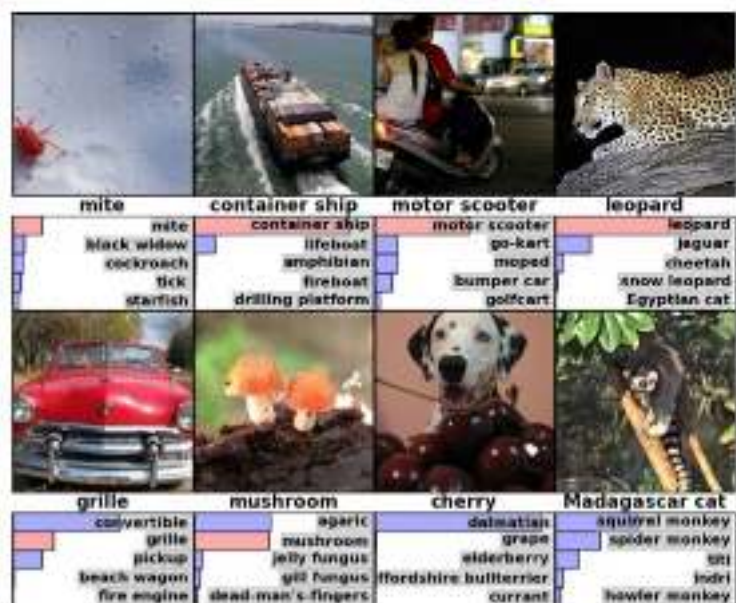 mite container ship motor scooter leopard
mite container ship motor scooter leopard
black widow lifeboat go-kart jaguar
cockroach amphibian moped cheetah
tick fireboat bumper car snow leopard
starfish drilling platform golfcart Egyptian cat
grille mushroom cherry Madagascar cat
convertible agaric dalmatian squirrel monkey
grille mushroom grape spider monkey
pickup jelly fungus elderberry titi
beach wagon gill fungus ffordshire bullterrier indri
fire engine dead-man's-fingers currant howler monkey